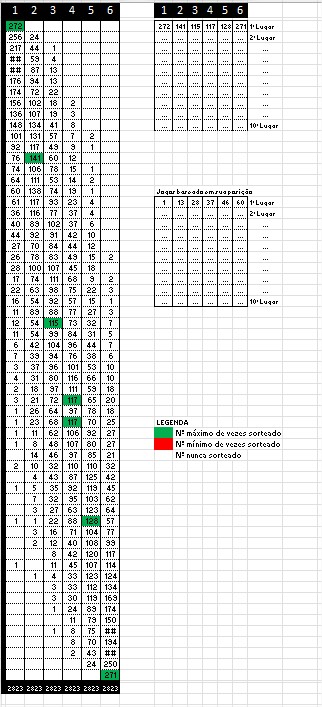 1 2 3 4 5 6 1 2 3 4 5 6
272 272 141 115 117 128 271 1º Lugar
256 24 ... ... ... ... ... ... 2º Lugar
217 44 1 ... ... ... ... ... ... ...
## 59 4 ... ... ... ... ... ... ...
## 87 13 ... ... ... ... ... ... ...
176 94 13 ... ... ... ... ... ... ...
174 72 22 ... ... ... ... ... ... ...
156 102 18 2 ... ... ... ... ... ... ...
136 107 19 3 ... ... ... ... ... ... ...
148 134 41 8 ... ... ... ... ... ... 10º Lugar
101 131 57 7 2
92 117 49 9 1
76 141 60 12
74 106 78 15 1
64 111 53 14 2
60 138 74 19 1 Jogar baseado em sua aparição
61 117 93 23 4 1 13 28 37 46 60 1º Lugar
36 116 77 37 4 ... ... ... ... ... ... 2º Lugar
40 89 102 37 6 ... ... ... ... ... ... ...
44 92 91 42 10 ... ... ... ... ... ... ...
27 70 84 44 12 ... ... ... ... ... ... ...
26 78 83 49 15 2 ... ... ... ... ... ... ...
28 100 107 45 18 ... ... ... ... ... ... ...
17 74 111 68 9 2 ... ... ... ... ... ... ...
22 63 98 75 22 3 ... ... ... ... ... ... ...
16 54 92 57 15 1 ... ... ... ... ... ... 10º Lugar
11 89 88 77 27 3
12 54 115 73 32 7
11 54 99 84 31 5
6 42 104 96 44 7
7 39 94 76 38 6
3 37 96 101 53 10
4 31 80 116 66 10
2 18 97 111 59 18
3 21 72 117 65 20
1 26 64 97 78 18
1 23 68 117 70 25 LEGENDA
1 11 62 106 92 27 Nº máximo de vezes sorteado
1 8 48 107 80 27 Nº mínimo de vezes sorteado
14 46 97 85 21 Nº nunca sorteado
2 10 32 110 110 32
4 43 87 125 42
1 5 35 92 119 45
7 32 95 103 62
3 27 63 123 64
1 1 22 88 128 57
3 16 71 104 77
2 12 40 108 99
8 42 120 117
1 11 45 107 114
1 4 33 123 124
3 33 112 134
3 30 119 169
1 24 89 174
11 79 150
1 8 75 ##
8 70 194
2 43 ##
24 250
271
2823 2823 2823 2823 2823 2823